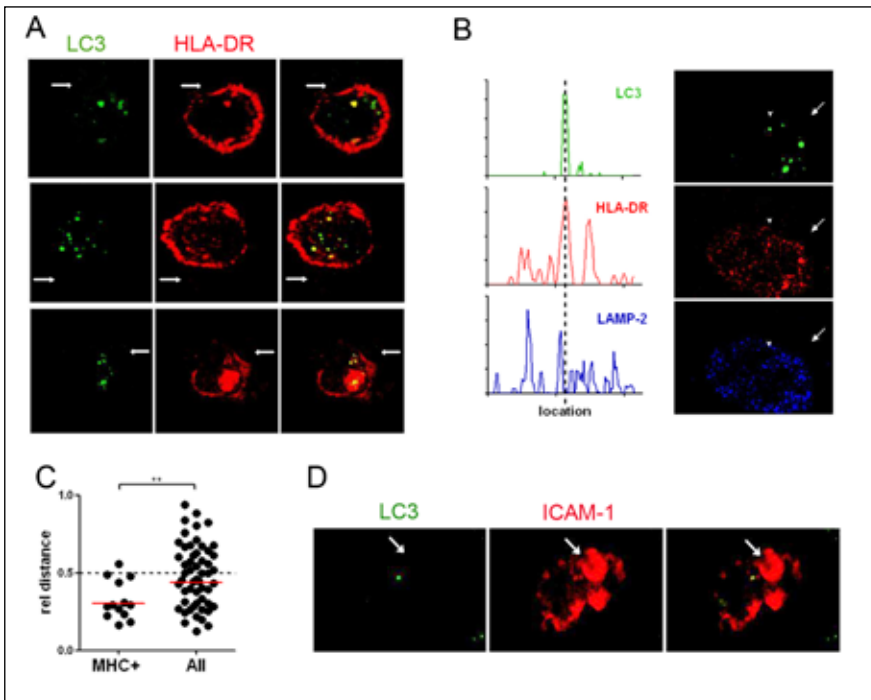 A
LC3 HLA-DR
B
LC3
HLA-DR
LAMP-2
location
C
**
1.0
0.5
0.0
rel distance
MHC+ All
D
LC3 ICAM-1